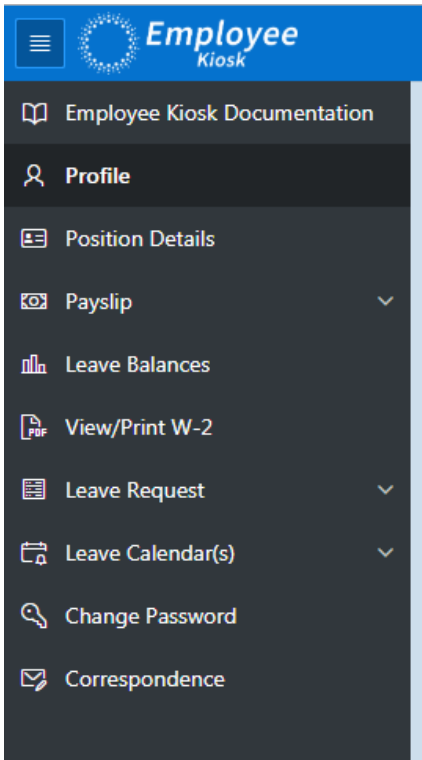 Employee
Kiosk
Employee Kiosk Documentation
Profile
Position Details
Payslip
Leave Balances
PDF
View/Print W-2
Leave Request
Leave Calendar(s)
Change Password
Correspondence